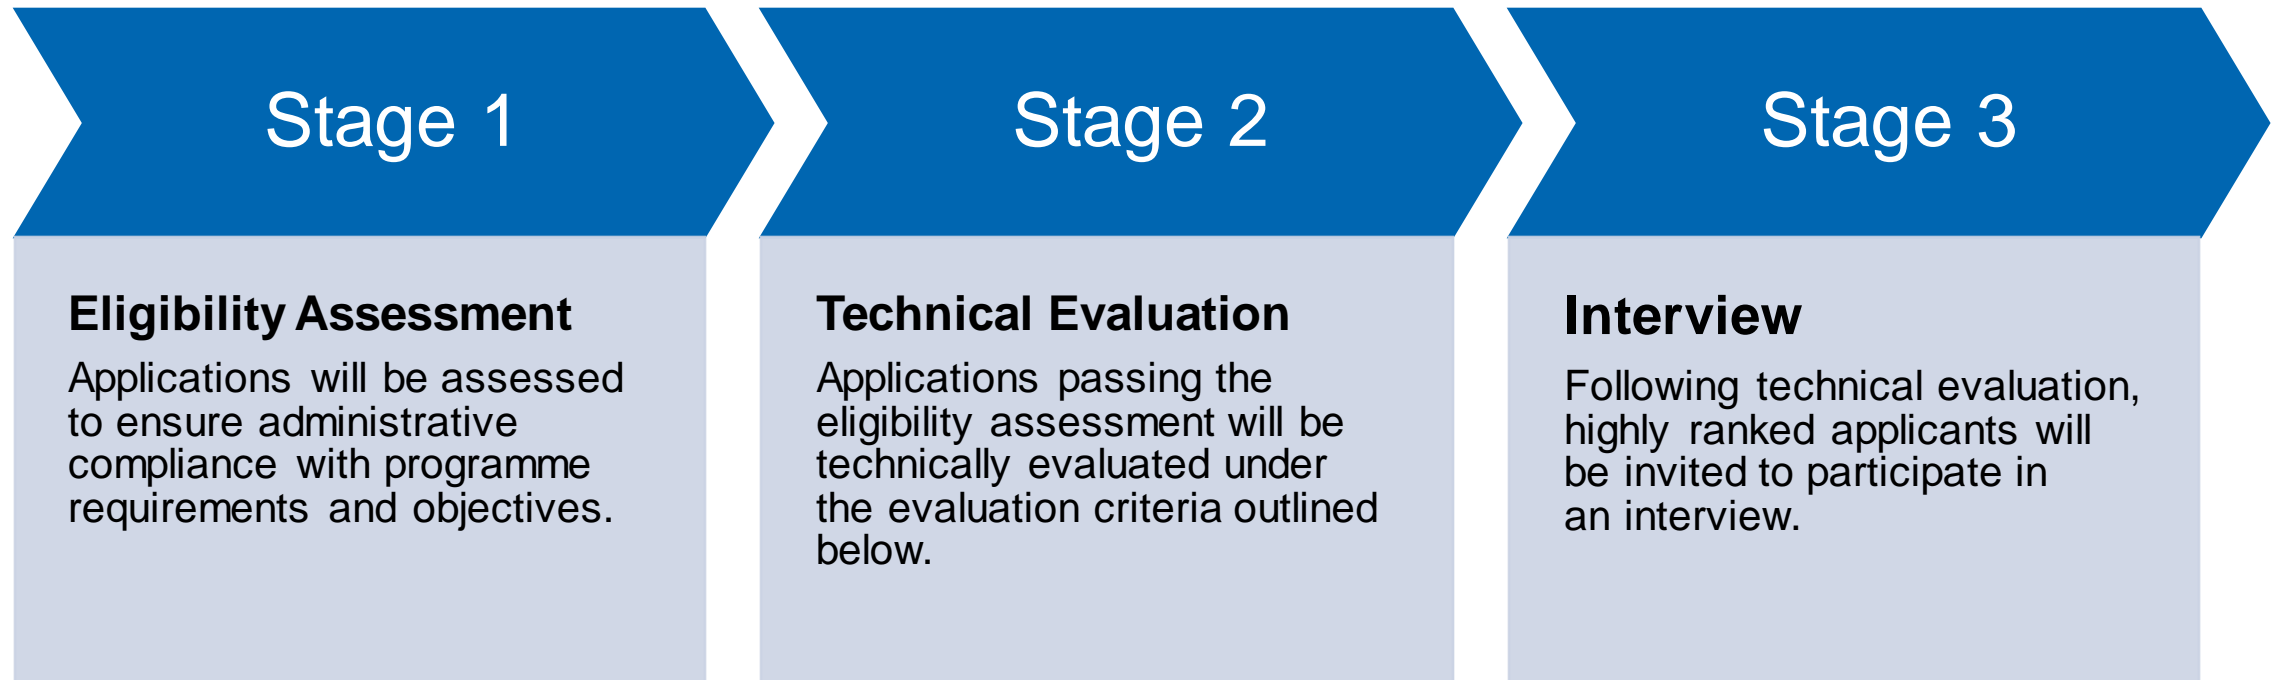 Stage 1
Eligibility Assessment
Applications will be assessed
to ensure administrative
compliance with programme
requirements and objectives.
Stage 2
Technical Evaluation
Applications passing the
eligibility assessment will be
technically evaluated under
the evaluation criteria outlined
below.
Stage 3
Interview
Following technical evaluation,
highly ranked applicants will
be invited to participate in
an interview.